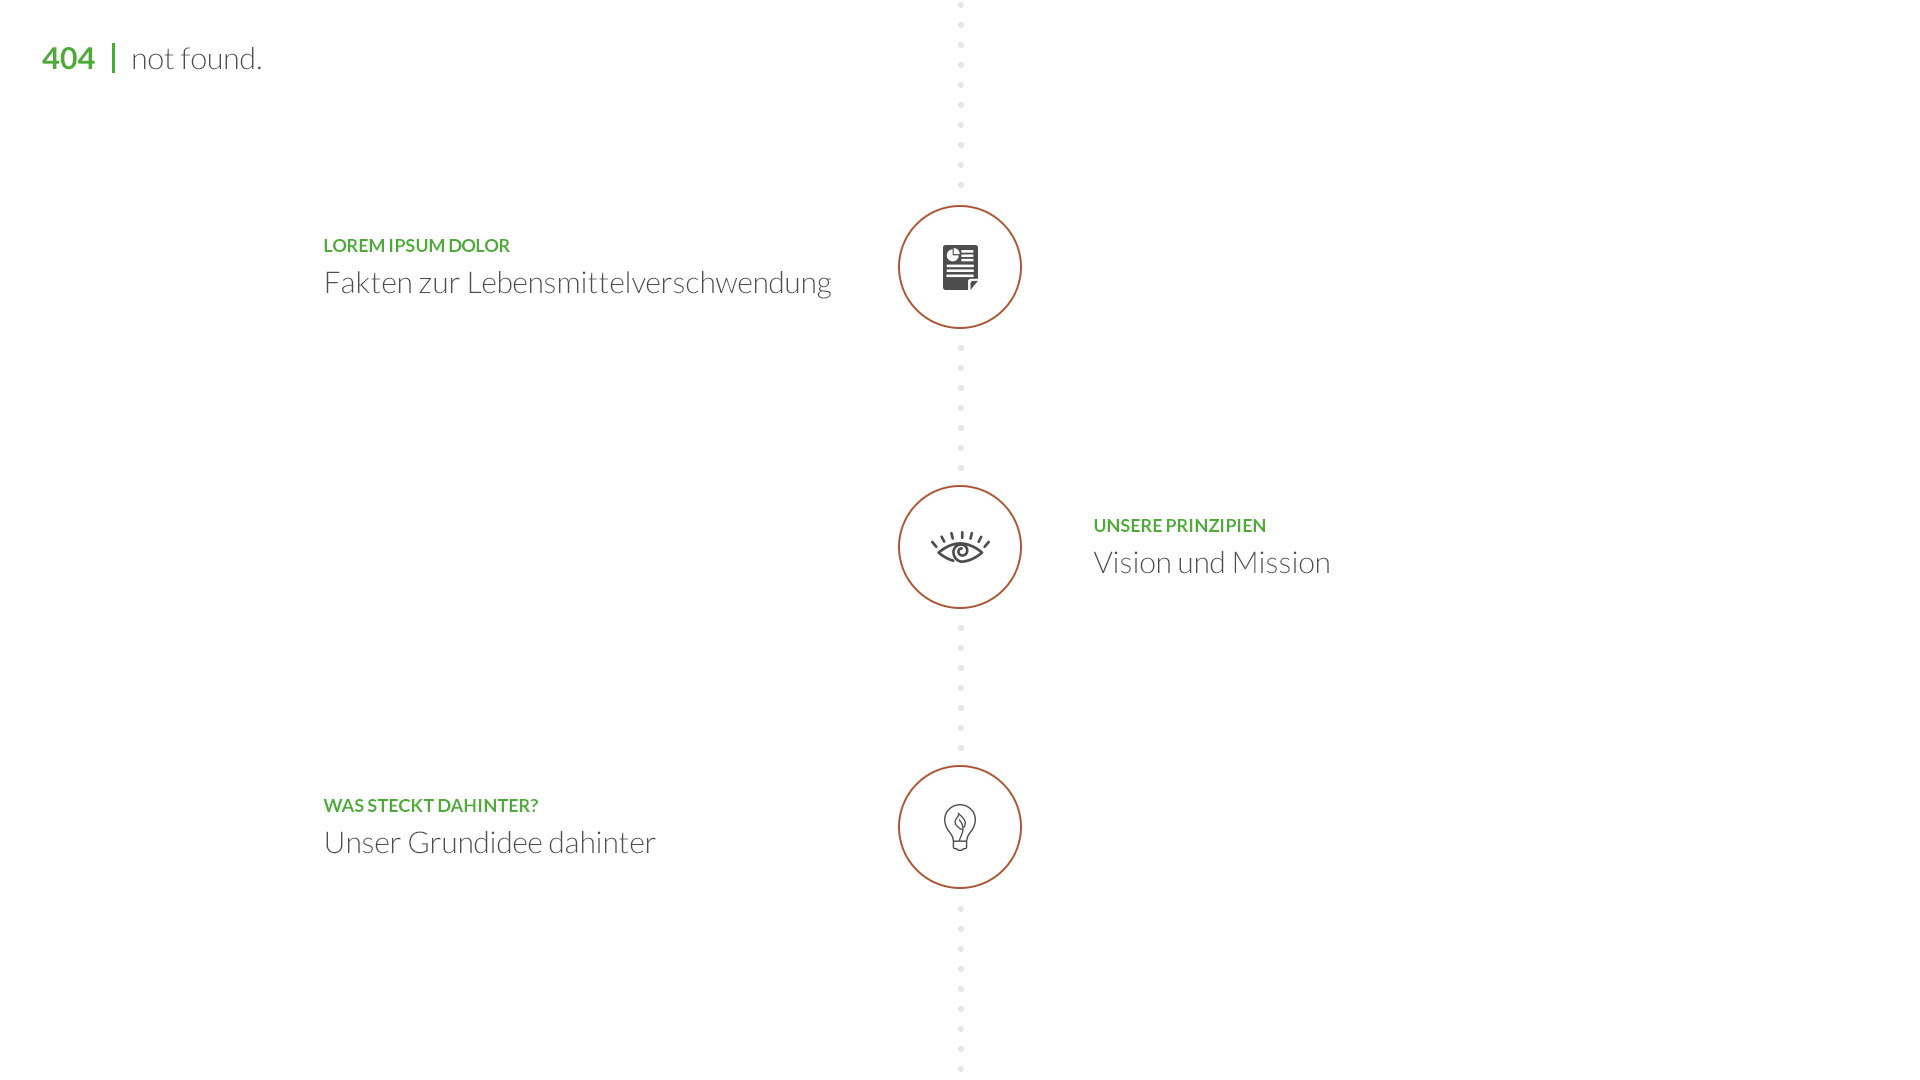 404 | not found.
LOREM IPSUM DOLOR
Fakten zur Lebensmittelverschwendung
UNSERE PRINZIPIEN
Vision und Mission
WAS STECKT DAHINTER?
Unser Grundidee dahinter